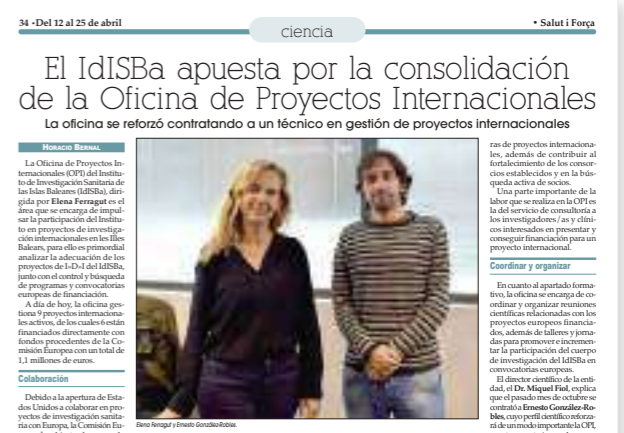 34 •Del 12 al 25 de abril
• Salut i Força
ciencia
El IdISBa apuesta por la consolidación
de la Oficina de Proyectos Internacionales
La oficina se reforzó contratando a un técnico en gestión de proyectos internacionales
HORACIO BERNAL
La Oficina de Proyectos In-
ternacionales (OPI) del Institu-
to de Investigación Sanitaria de
las Islas Baleares (IdISBa), diri-
gida por Elena Ferragut es el
área que se encarga de impul-
sar la participación del Institu-
to en proyectos de investiga-
ción internacionales en les Illes
Balears, para ello es primordial
analizar la adecuación de los
proyectos de I+D+I del IdISBa,
junto con el control y búsqueda
de programas y convocatorias
europeas de financiación.
A día de hoy, la oficina ges-
tiona 9 proyectos internaciona-
les activos, de los cuales 6 están
financiados directamente con
fondos procedentes de la Co-
misión Europea con un total de
1,1 millones de euros.
Colaboración
Debido a la apertura de Esta-
dos Unidos a colaborar en pro-
yectos de investigación sanita-
ria con Europa, la Comisión Eu-
Elena Ferragut y Ernesto González-Robles.
ras de proyectos internaciona-
les, además de contribuir al
fortalecimiento de los consor-
cios establecidos y en la bús-
queda activa de socios.
Una parte importante de la
labor que se realiza en la OPI es
la del servicio de consultoría a
los investigadores/as y clíni-
cos interesados en presentar y
conseguir financiación para un
proyecto internacional.
Coordinar y organizar
En cuanto al apartado forma-
tivo, la oficina se encarga de co-
ordinar y organizar reuniones
científicas relacionadas con los
proyectos europeos financia-
dos, además de talleres y jorna-
das para promover e incremen-
tar la participación del cuerpo
de investigación del IdISBa en
convocatorias europeas.
El director científico de la enti-
dad, el Dr. Miquel Fiol, explica
que el pasado mes de octubre se
contrató a Ernesto González-Ro-
bles, cuyo perfil científico reforza-
rá de un modo importante la OPI,